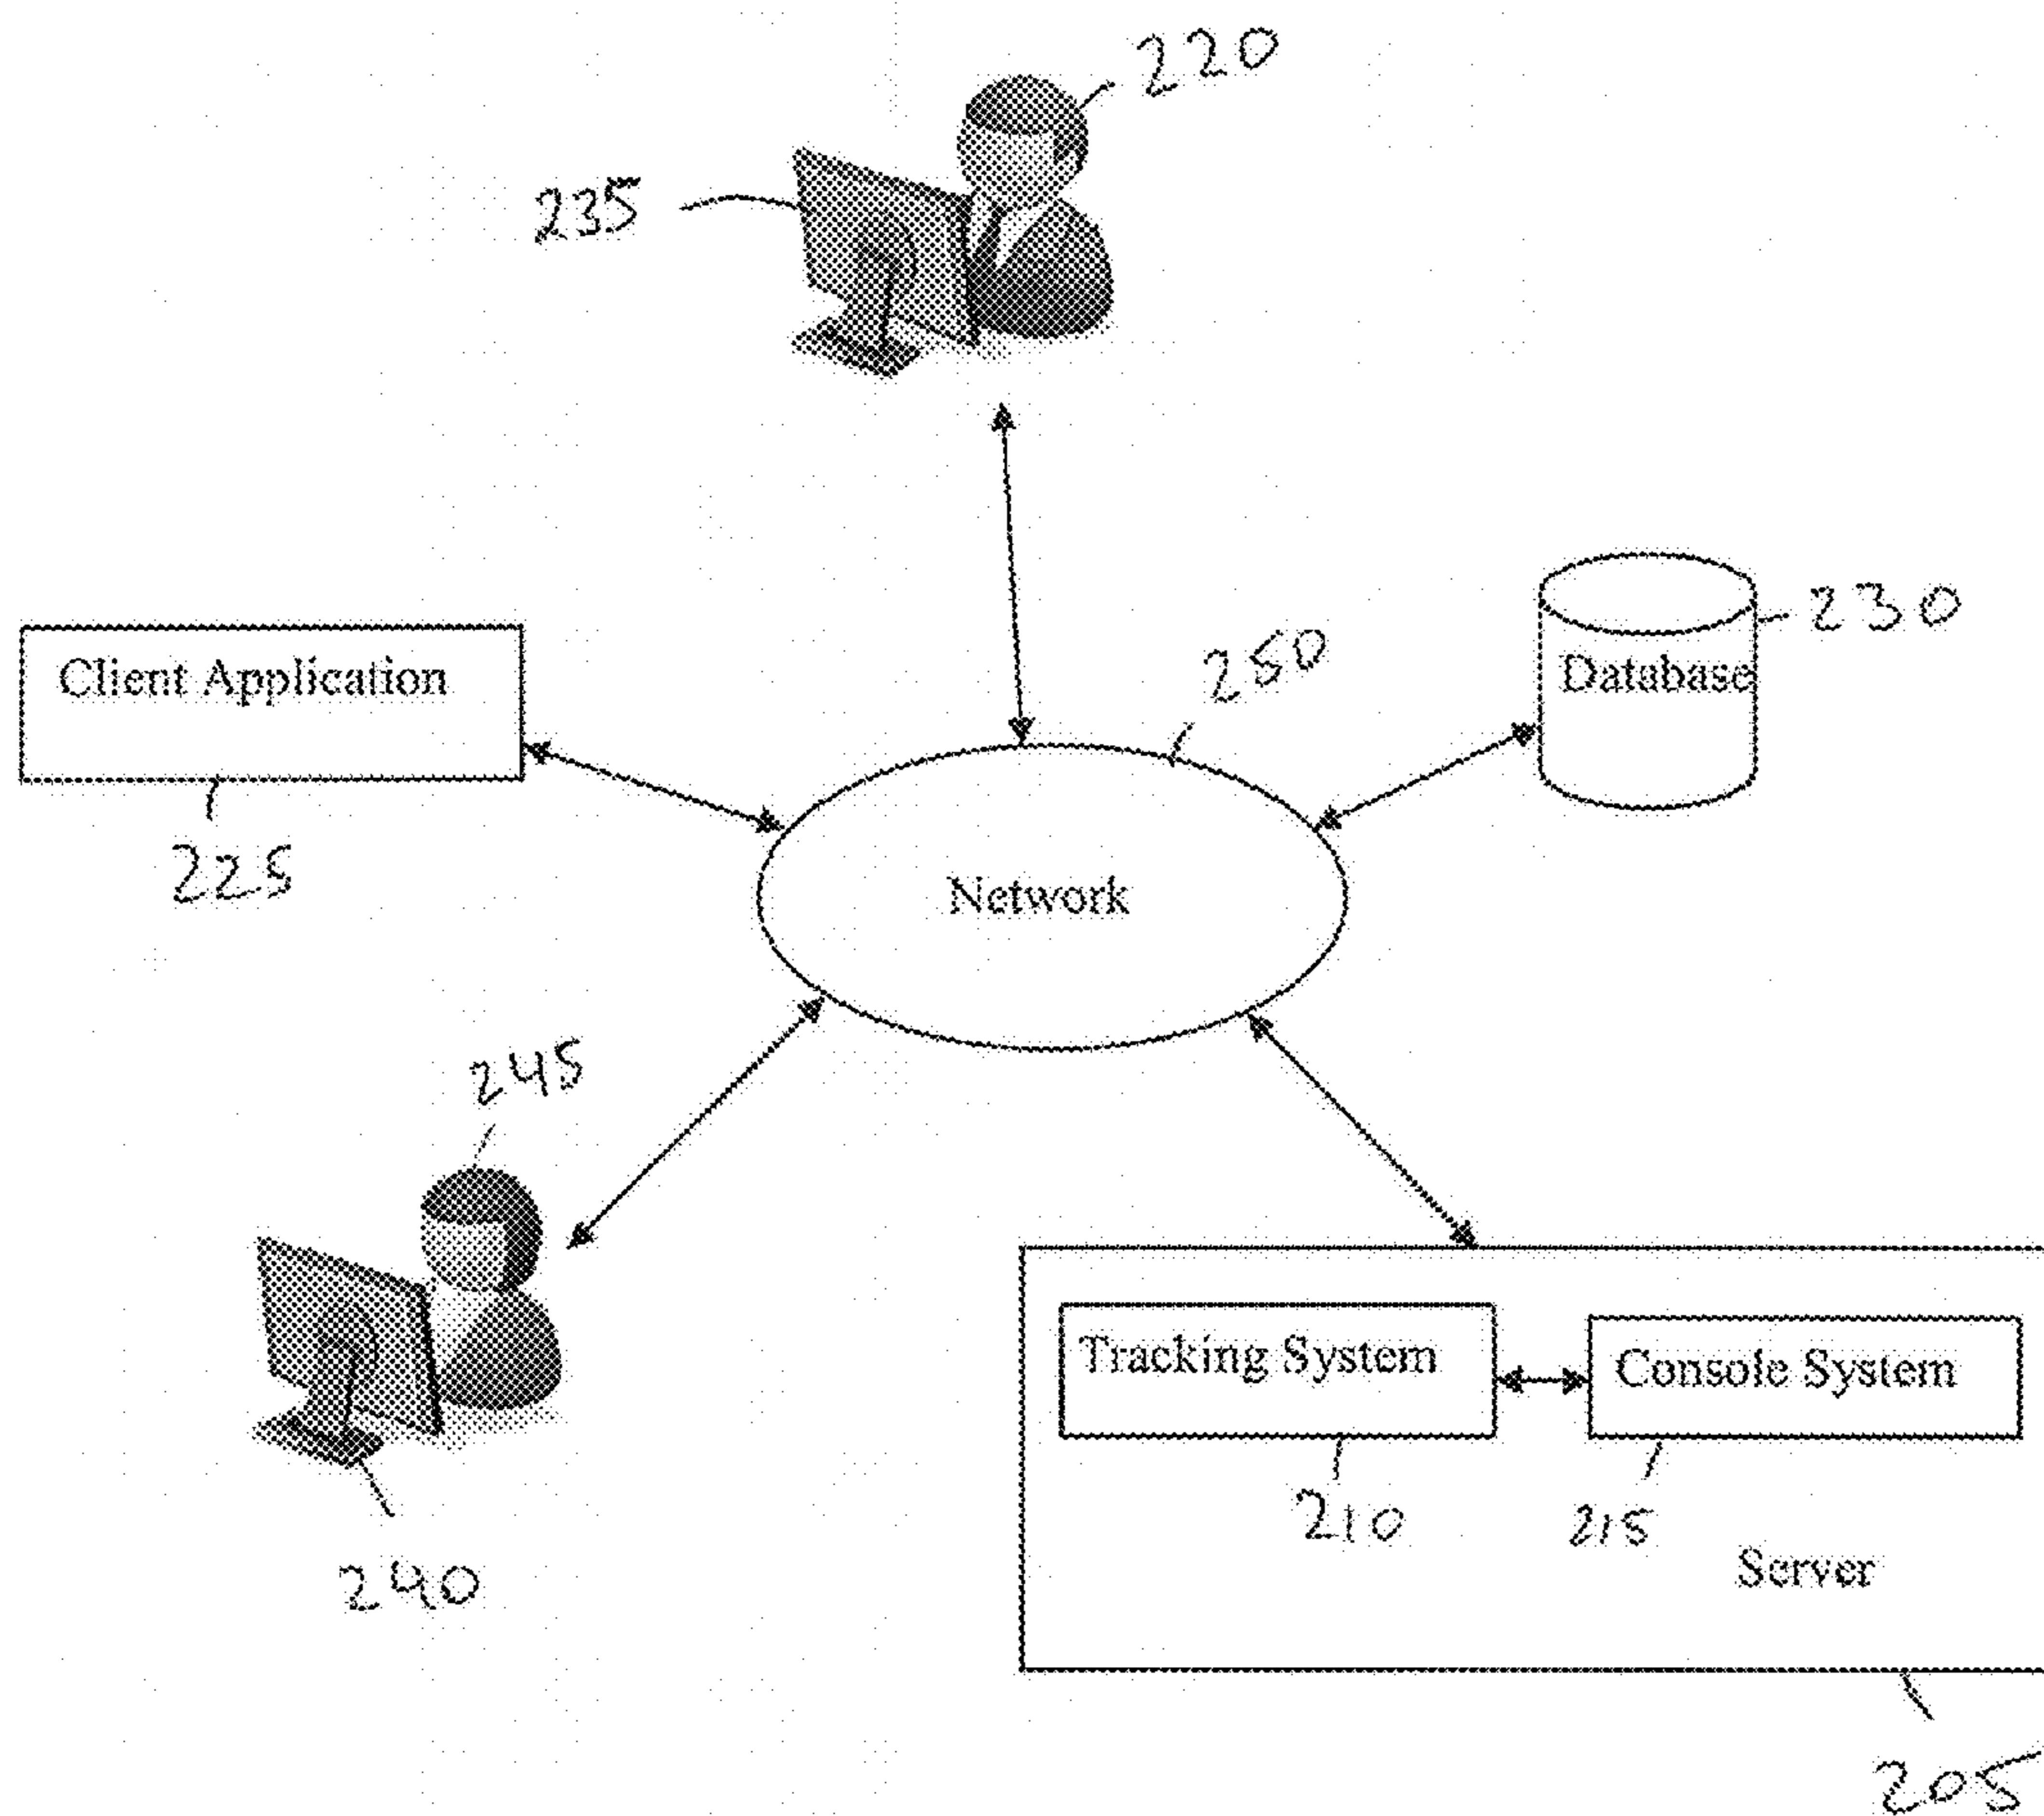 220
235
230
250
Client Application
Database
225
Network
245
Tracking System
Console System
210
215
240
Server
205